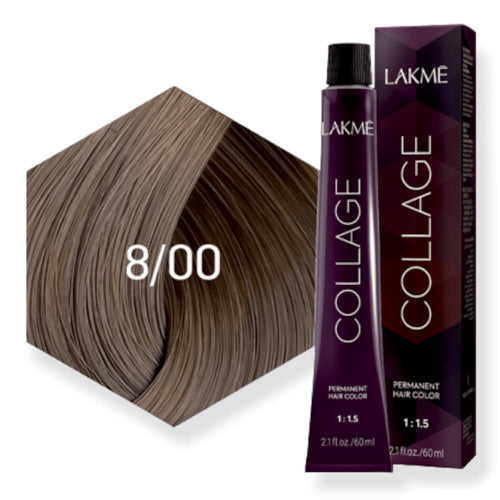 8/00
LAKMĒ
COLLAGE
PERMANENT
HAIR COLOR
1 : 1.5
2.1 fl.oz./60ml
LAKMĒ
COLLAGE
PERMANENT
HAIR COLOR
1 : 1.5
2.1 fl.oz./60ml